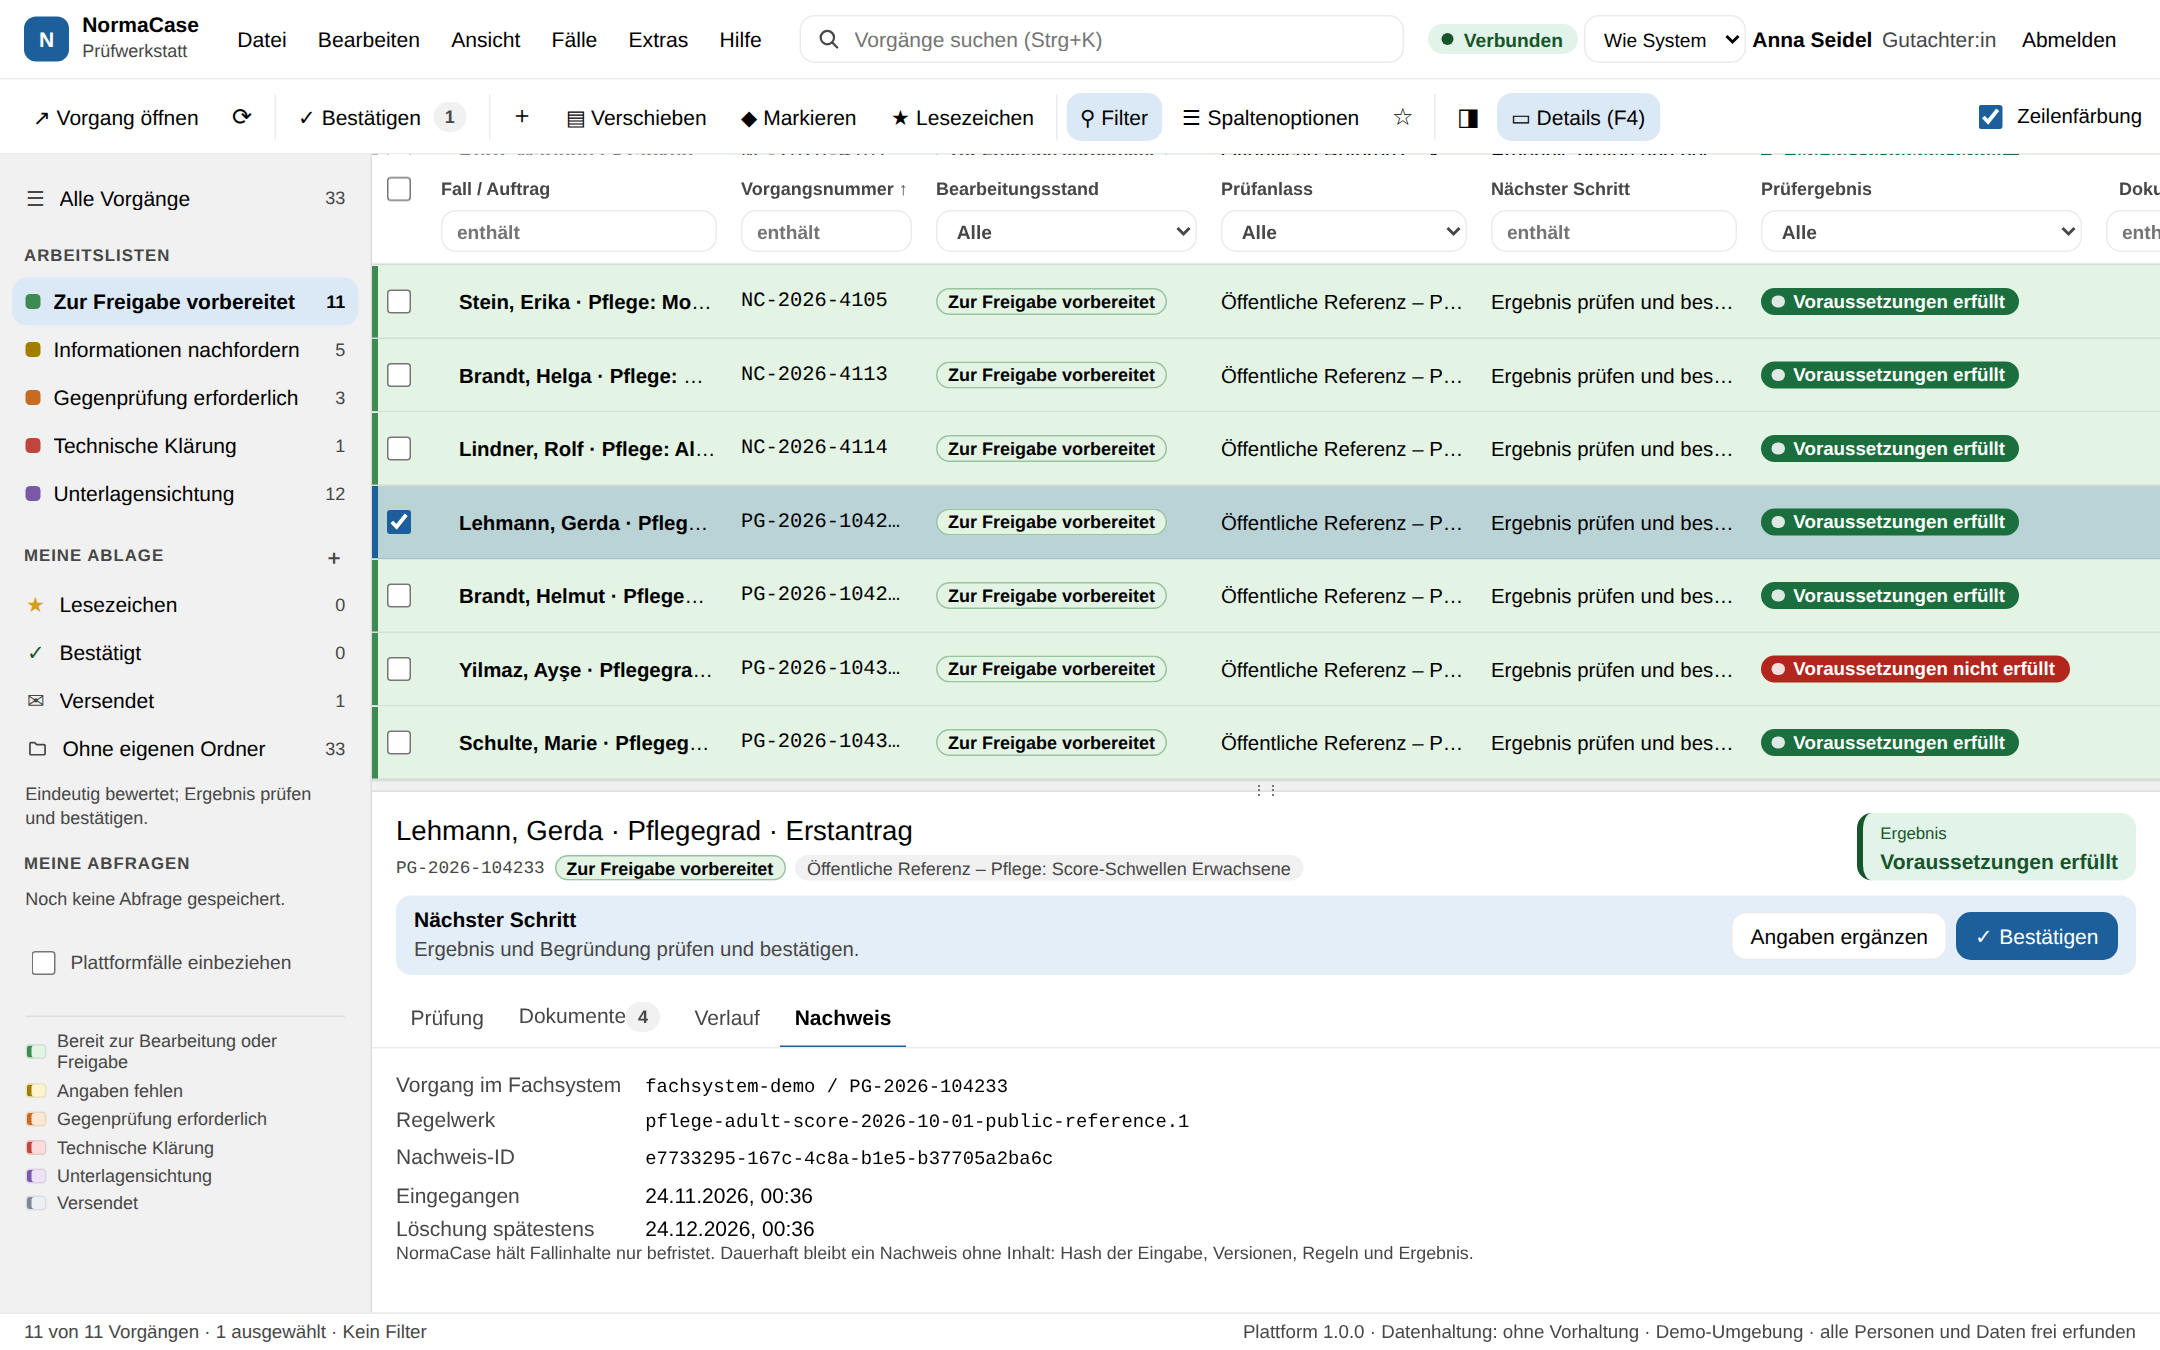 N
NormaCase
Prüfwerkstatt
Datei Bearbeiten Ansicht Fälle Extras Hilfe
Vorgänge suchen (Strg+K)
Verbunden
Wie System
Anna Seidel Gutachter:in Abmelden
↗ Vorgang öffnen ⟳ ✓ Bestätigen 1 + ▤ Verschieben ◆ Markieren ★ Lesezeichen ⚲ Filter ☰ Spaltenoptionen ☆ ◨ ▭ Details (F4) Zeilenfärbung
☰ Alle Vorgänge 33
ARBEITSLISTEN
Zur Freigabe vorbereitet 11
Informationen nachfordern 5
Gegenprüfung erforderlich 3
Technische Klärung 1
Unterlagensichtung 12
MEINE ABLAGE +
★ Lesezeichen 0
✓ Bestätigt 0
✉ Versendet 1
Ohne eigenen Ordner 33
Eindeutig bewertet; Ergebnis prüfen
und bestätigen.
MEINE ABFRAGEN
Noch keine Abfrage gespeichert.
Plattformfälle einbeziehen
Bereit zur Bearbeitung oder
Freigabe
Angaben fehlen
Gegenprüfung erforderlich
Technische Klärung
Unterlagensichtung
Versendet
Fall / Auftrag Vorgangsnummer ↑ Bearbeitungsstand Prüfanlass Nächster Schritt Prüfergebnis Doku
enthält enthält Alle Alle enthält Alle enth
Stein, Erika · Pflege: Mo… NC-2026-4105 Zur Freigabe vorbereitet Öffentliche Referenz – P… Ergebnis prüfen und bes… Voraussetzungen erfüllt
Brandt, Helga · Pflege: … NC-2026-4113 Zur Freigabe vorbereitet Öffentliche Referenz – P… Ergebnis prüfen und bes… Voraussetzungen erfüllt
Lindner, Rolf · Pflege: Al… NC-2026-4114 Zur Freigabe vorbereitet Öffentliche Referenz – P… Ergebnis prüfen und bes… Voraussetzungen erfüllt
Lehmann, Gerda · Pfleg… PG-2026-1042… Zur Freigabe vorbereitet Öffentliche Referenz – P… Ergebnis prüfen und bes… Voraussetzungen erfüllt
Brandt, Helmut · Pflege… PG-2026-1042… Zur Freigabe vorbereitet Öffentliche Referenz – P… Ergebnis prüfen und bes… Voraussetzungen erfüllt
Yilmaz, Ayşe · Pflegegra… PG-2026-1043… Zur Freigabe vorbereitet Öffentliche Referenz – P… Ergebnis prüfen und bes… Voraussetzungen nicht erfüllt
Schulte, Marie · Pflegeg… PG-2026-1043… Zur Freigabe vorbereitet Öffentliche Referenz – P… Ergebnis prüfen und bes… Voraussetzungen erfüllt
Lehmann, Gerda · Pflegegrad · Erstantrag
PG-2026-104233 Zur Freigabe vorbereitet Öffentliche Referenz – Pflege: Score-Schwellen Erwachsene
Ergebnis
Voraussetzungen erfüllt
Nächster Schritt
Ergebnis und Begründung prüfen und bestätigen.
Angaben ergänzen ✓ Bestätigen
Prüfung Dokumente 4 Verlauf Nachweis
Vorgang im Fachsystem fachsystem-demo / PG-2026-104233
Regelwerk pflege-adult-score-2026-10-01-public-reference.1
Nachweis-ID e7733295-167c-4c8a-b1e5-b37705a2ba6c
Eingegangen 24.11.2026, 00:36
Löschung spätestens 24.12.2026, 00:36
NormaCase hält Fallinhalte nur befristet. Dauerhaft bleibt ein Nachweis ohne Inhalt: Hash der Eingabe, Versionen, Regeln und Ergebnis.
11 von 11 Vorgängen · 1 ausgewählt · Kein Filter
Plattform 1.0.0 · Datenhaltung: ohne Vorhaltung · Demo-Umgebung · alle Personen und Daten frei erfunden